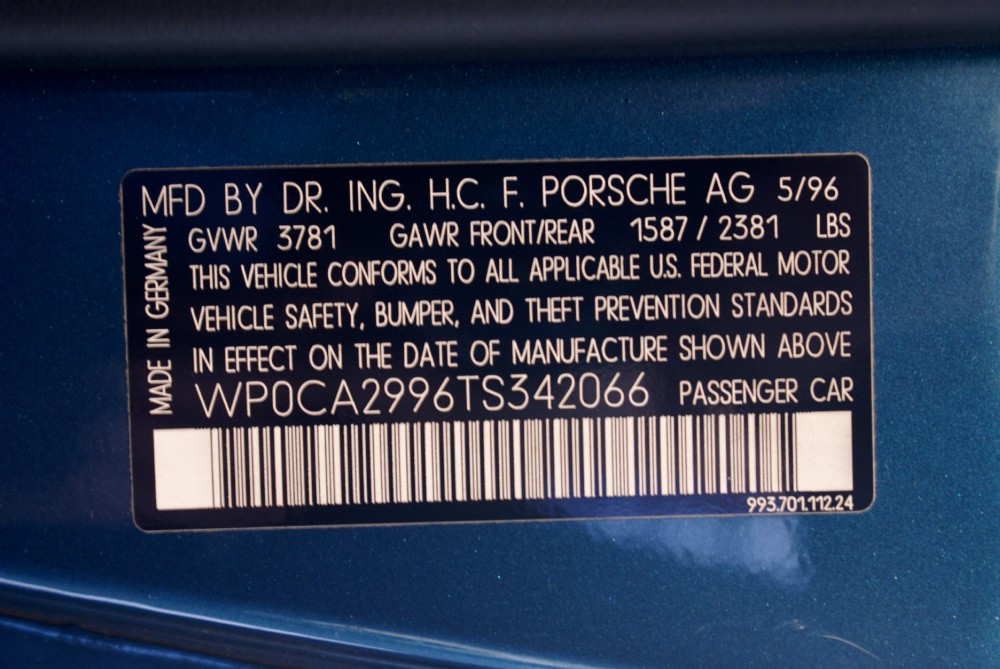 MFD BY DR. ING. H.C. F. PORSCHE AG 5/96
GVWR 3781 GAWR FRONT/REAR 1587 / 2381 LBS
THIS VEHICLE CONFORMS TO ALL APPLICABLE U.S. FEDERAL MOTOR
VEHICLE SAFETY, BUMPER, AND THEFT PREVENTION STANDARDS
IN EFFECT ON THE DATE OF MANUFACTURE SHOWN ABOVE
WP0CA2996TS342066 PASSENGER CAR
993.701.112.24
MADE IN GERMANY